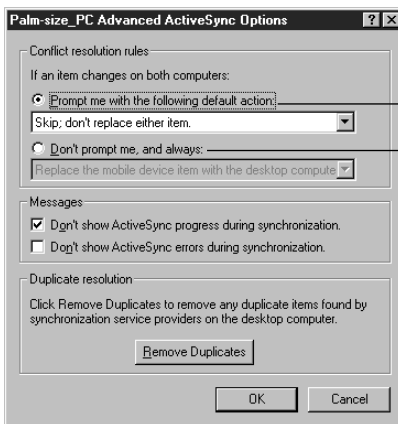 Palm-size_PC Advanced ActiveSync Options
Conflict resolution rules
If an item changes on both computers:
Prompt me with the following default action:
Skip; don't replace either item.
Don't prompt me, and always:
Replace the mobile device item with the desktop compute
Messages
Don't show ActiveSync progress during synchronization.
Don't show ActiveSync errors during synchronization.
Duplicate resolution
Click Remove Duplicates to remove any duplicate items found by
synchronization service providers on the desktop computer.
Remove Duplicates
OK Cancel